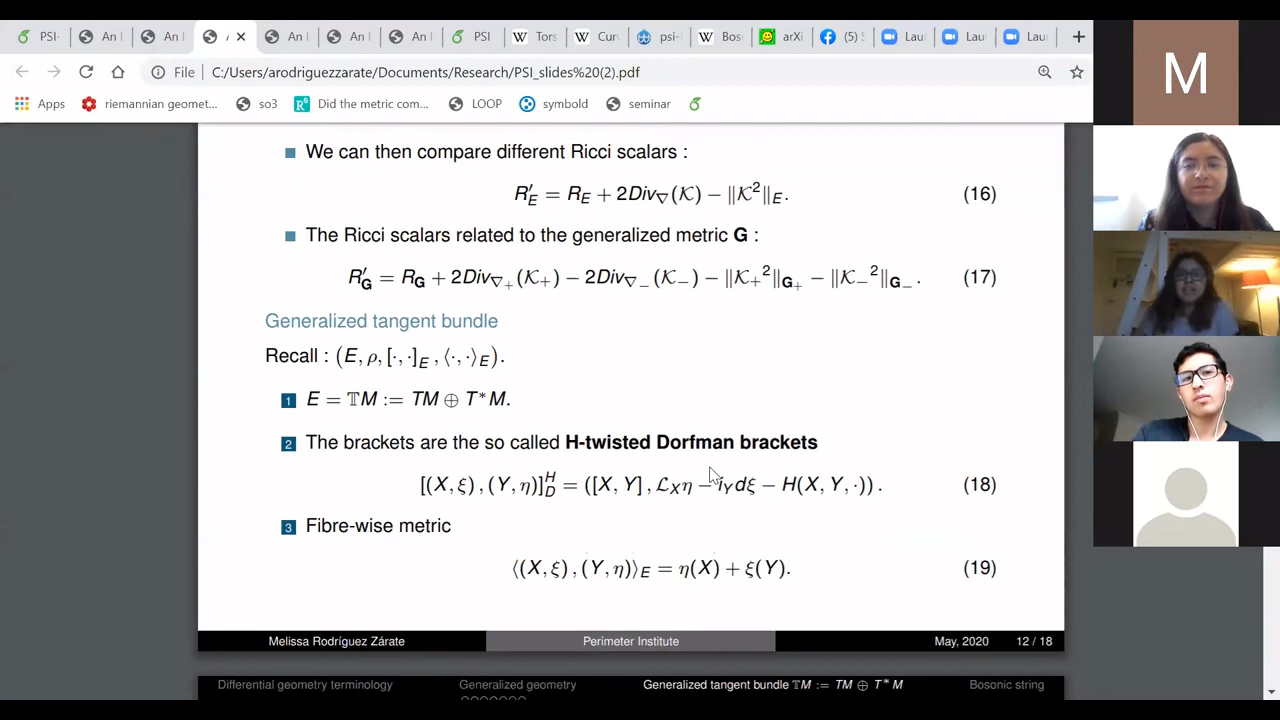 PSI-
An I
An I
A
An I
An I
An I
PSI
Tors
Cur
psi-
Bos
arXi
(5)
Lau
Lau
Lau
File
C:/Users/arodriguezzarate/Documents/Research/PSI_slides%20(2).pdf
Apps
riemannian geomet...
so3
Did the metric com...
LOOP
symbold
seminar
We can then compare different Ricci scalars :
R′_E = R_E + 2Div_∇(𝒦) − ‖𝒦²‖_E. (16)
The Ricci scalars related to the generalized metric G :
R′_G = R_G + 2Div_∇₊(𝒦₊) − 2Div_∇₋(𝒦₋) − ‖𝒦₊²‖_G₊ − ‖𝒦₋²‖_G₋. (17)
Generalized tangent bundle
Recall : (E, ρ, [·,·]_E, ⟨·,·⟩_E).
1 E = 𝕋M := TM ⊕ T*M.
2 The brackets are the so called H-twisted Dorfman brackets
[(X, ξ), (Y, η)]_D^H = ([X, Y], ℒ_Xη − i_Y dξ − H(X, Y, ·)). (18)
3 Fibre-wise metric
⟨(X, ξ), (Y, η)⟩_E = η(X) + ξ(Y). (19)
Melissa Rodríguez Zárate
Perimeter Institute
May, 2020 12 / 18
Differential geometry terminology
Generalized geometry
Generalized tangent bundle 𝕋M := TM ⊕ T*M
Bosonic string
M